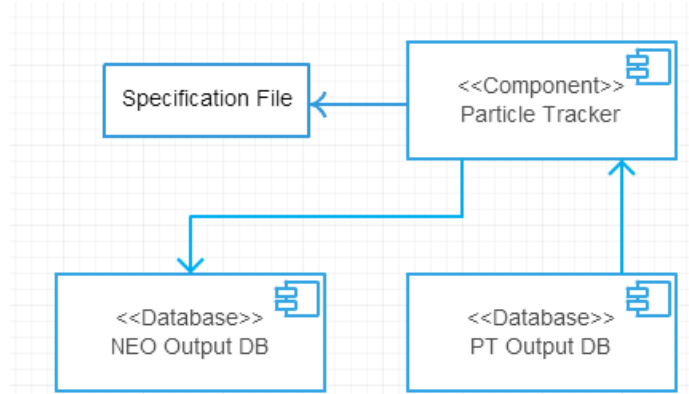 Specification File
<<Component>>
Particle Tracker
<<Database>>
NEO Output DB
<<Database>>
PT Output DB